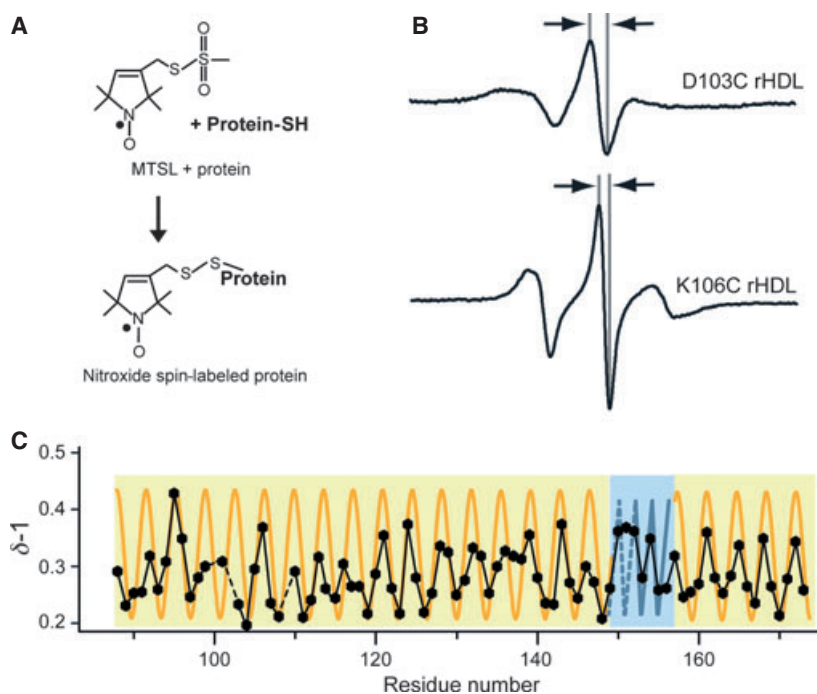 A
O
S
S
O
N
O
+ Protein-SH
MTSL + protein
S
S
Protein
N
O
Nitroxide spin-labeled protein
B
D103C rHDL
K106C rHDL
C
0.5
0.4
0.3
0.2
δ-1
100
120
140
160
Residue number